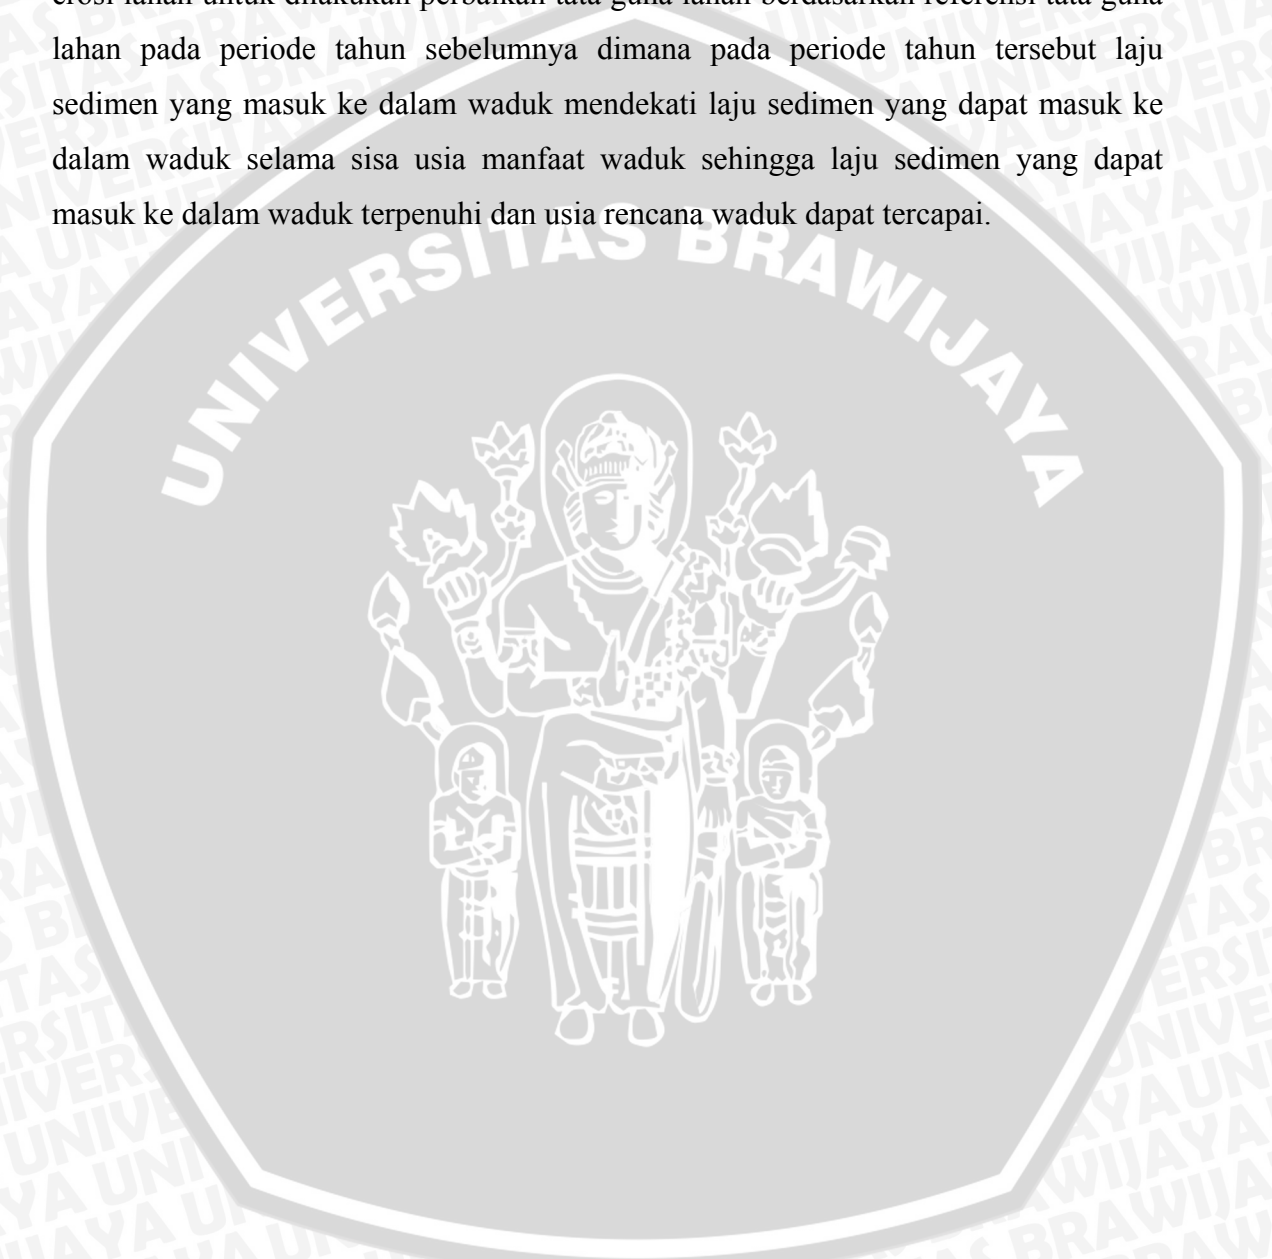 erosi lahan untuk dilakukan perbaikan tata guna lahan berdasarkan referensi tata guna
lahan pada periode tahun sebelumnya dimana pada periode tahun tersebut laju
sedimen yang masuk ke dalam waduk mendekati laju sedimen yang dapat masuk ke
dalam waduk selama sisa usia manfaat waduk sehingga laju sedimen yang dapat
masuk ke dalam waduk terpenuhi dan usia rencana waduk dapat tercapai.
UNIVERSITAS BRAWIJAYA